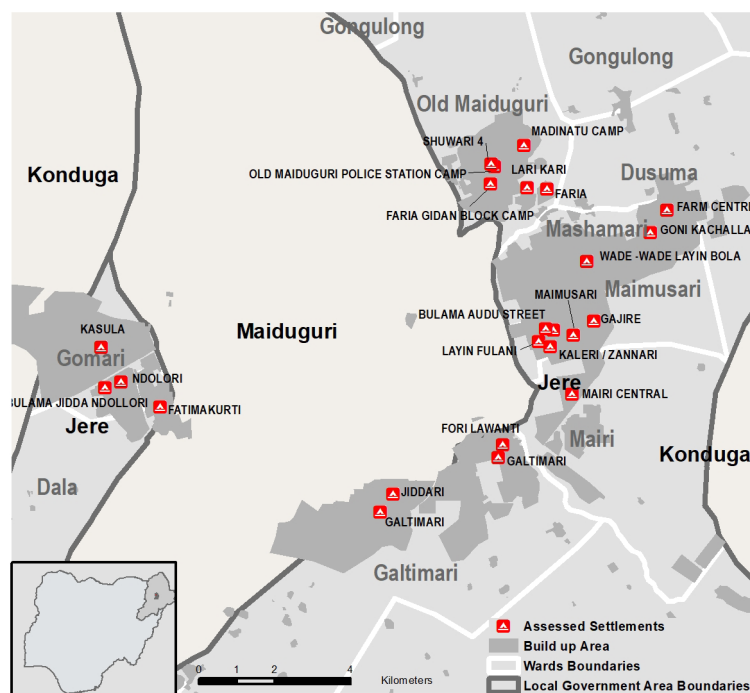 Gongulong
Gongulong
Old Maiduguri
MADINATU CAMP
SHUWARI 4
Konduga
OLD MAIDUGURI POLICE STATION CAMP
LARI KARI
Dusuma
FARIA
FARM CENTRE
FARIA GIDAN BLOCK CAMP
Mashamari
GONI KACHALLA
WADE -WADE LAYIN BOLA
Maimusari
MAIMUSARI
BULAMA AUDU STREET
GAJIRE
KASULA
Maiduguri
Gomari
LAYIN FULANI
KALERI / ZANNARI
NDOLORI
Jere
BULAMA JIDDA NDOLLORI
MAIRI CENTRAL
FATIMAKURTI
Jere
FORI LAWANTI
Mairi
GALTIMARI
Konduga
Dala
JIDDARI
GALTIMARI
Galtimari
Assessed Settlements
Build up Area
Wards Boundaries
Local Government Area Boundaries
0 1 2 4
Kilometers